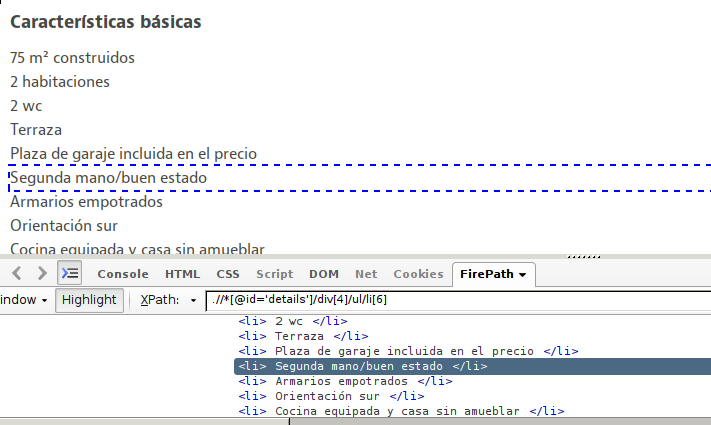 Características básicas
75 m² construidos
2 habitaciones
2 wc
Terraza
Plaza de garaje incluida en el precio
Segunda mano/buen estado
Armarios empotrados
Orientación sur
Cocina equipada y casa sin amueblar
Console HTML CSS Script DOM Net Cookies FirePath
indow Highlight XPath: .//*[@id='details']/div[4]/ul/li[6]
<li> 2 wc </li>
<li> Terraza </li>
<li> Plaza de garaje incluida en el precio </li>
<li> Segunda mano/buen estado </li>
<li> Armarios empotrados </li>
<li> Orientación sur </li>
<li> Cocina equipada y casa sin amueblar </li>